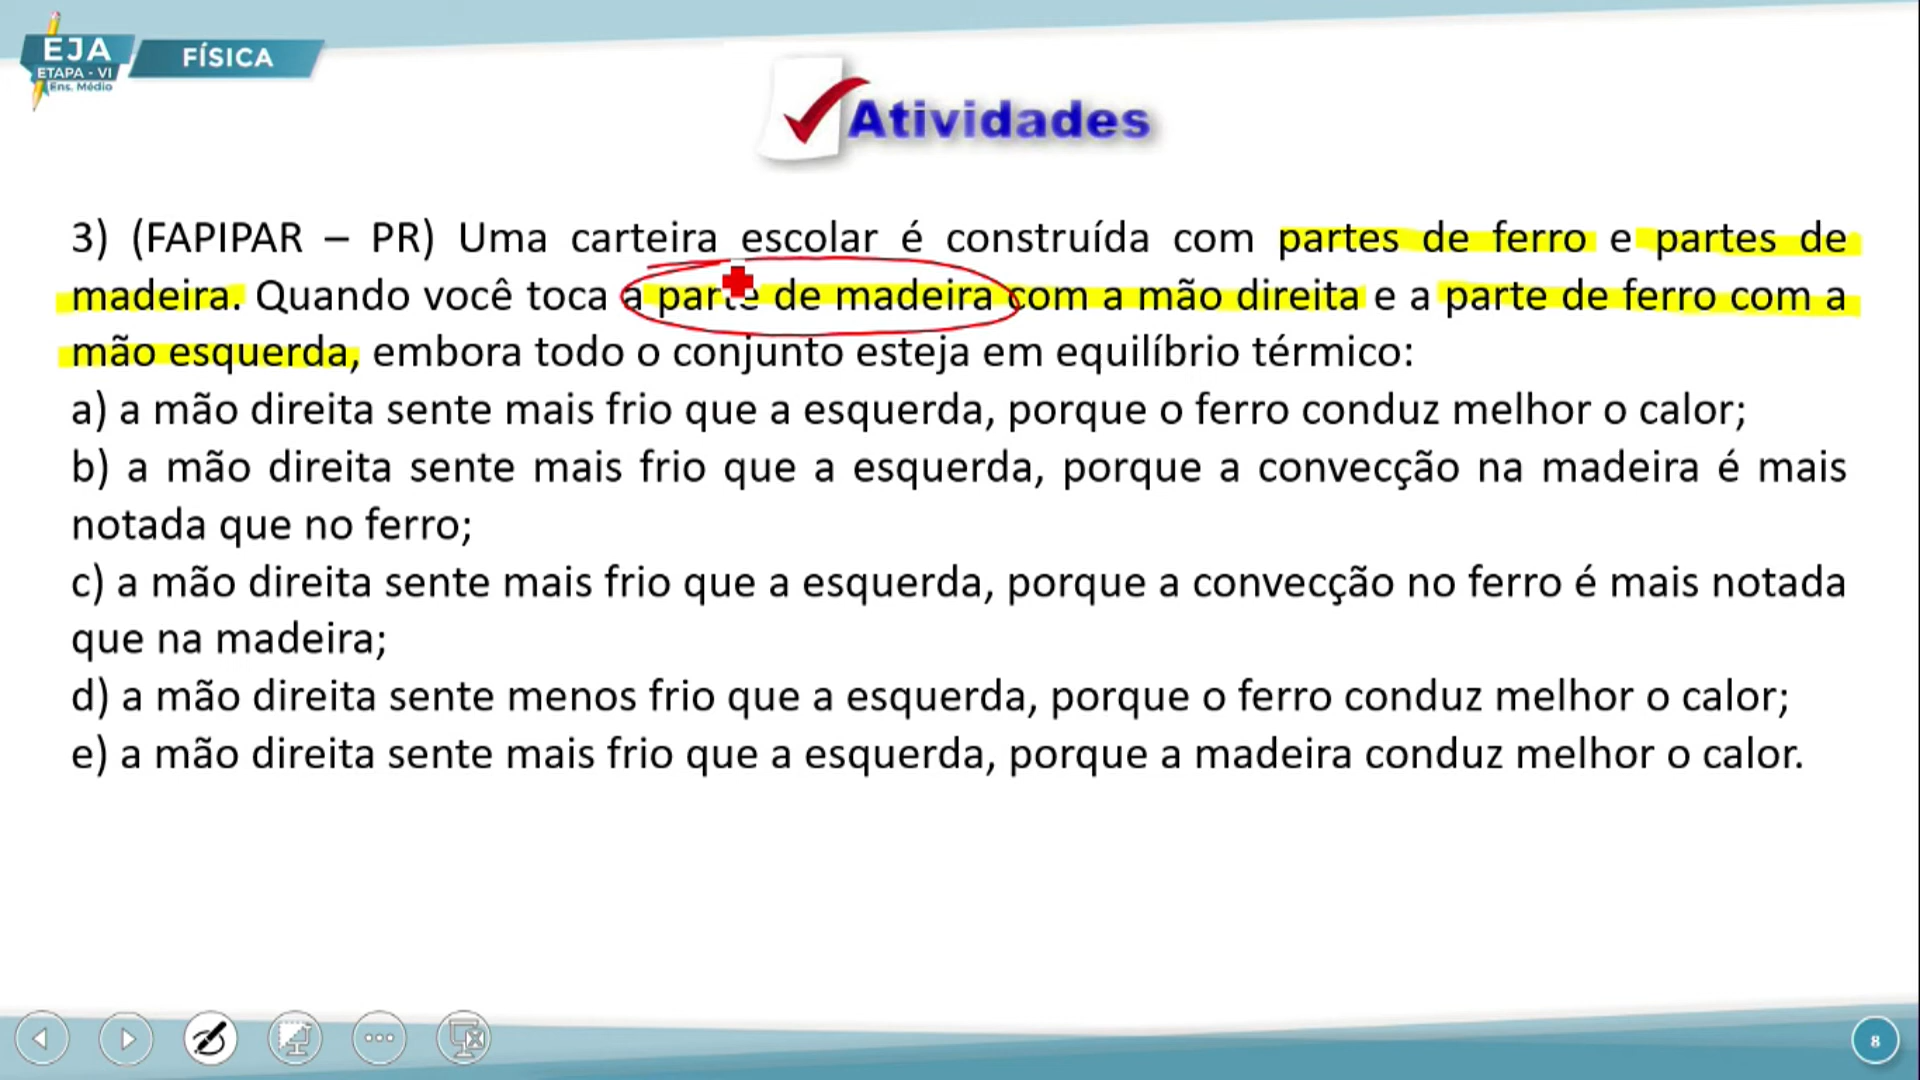 EJA
ETAPA - VI
Ens. Médio
FÍSICA
Atividades
3) (FAPIPAR – PR) Uma carteira escolar é construída com partes de ferro e partes de
madeira. Quando você toca a parte de madeira com a mão direita e a parte de ferro com a
mão esquerda, embora todo o conjunto esteja em equilíbrio térmico:
a) a mão direita sente mais frio que a esquerda, porque o ferro conduz melhor o calor;
b) a mão direita sente mais frio que a esquerda, porque a convecção na madeira é mais
notada que no ferro;
c) a mão direita sente mais frio que a esquerda, porque a convecção no ferro é mais notada
que na madeira;
d) a mão direita sente menos frio que a esquerda, porque o ferro conduz melhor o calor;
e) a mão direita sente mais frio que a esquerda, porque a madeira conduz melhor o calor.
8